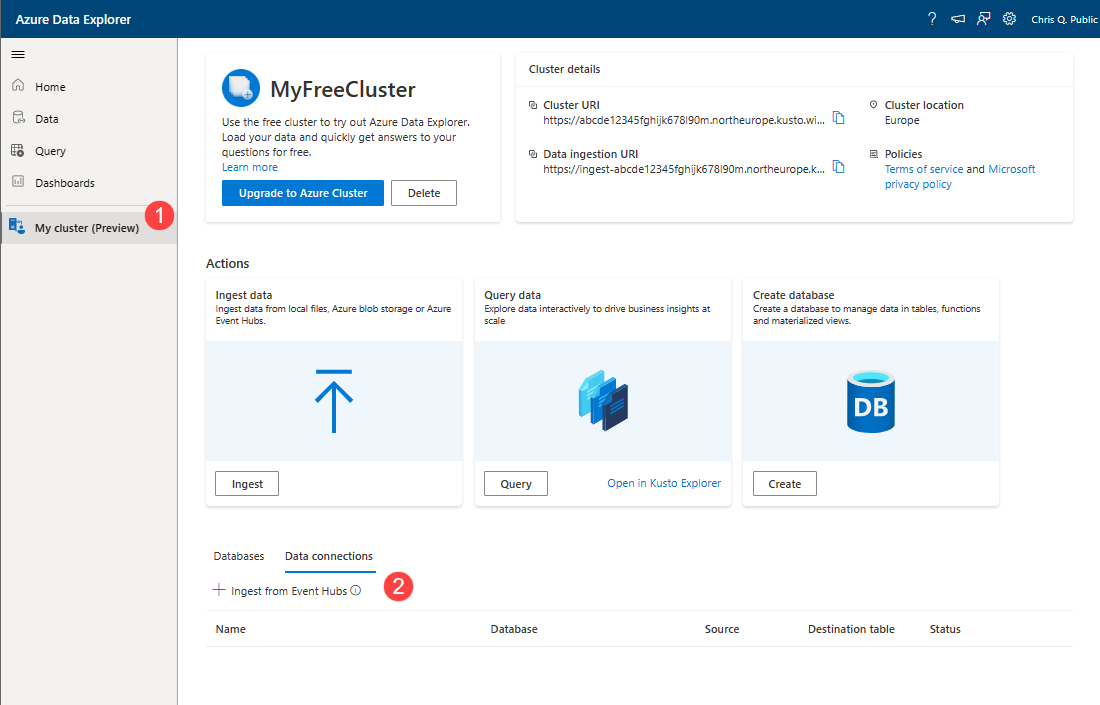 Azure Data Explorer
?
Chris Q. Public
Home
Data
Query
Dashboards
My cluster (Preview)
1
MyFreeCluster
Use the free cluster to try out Azure Data Explorer.
Load your data and quickly get answers to your
questions for free.
Learn more
Upgrade to Azure Cluster
Delete
Cluster details
Cluster URI
https://abcde12345fghijk678l90m.northeurope.kusto.wi...
Cluster location
Europe
Data ingestion URI
https://ingest-abcde12345fghijk678l90m.northeurope.k...
Policies
Terms of service and Microsoft
privacy policy
Actions
Ingest data
Ingest data from local files, Azure blob storage or Azure
Event Hubs.
Ingest
Query data
Explore data interactively to drive business insights at
scale
Query
Open in Kusto Explorer
Create database
Create a database to manage data in tables, functions
and materialized views.
DB
Create
Databases
Data connections
Ingest from Event Hubs
2
Name
Database
Source
Destination table
Status